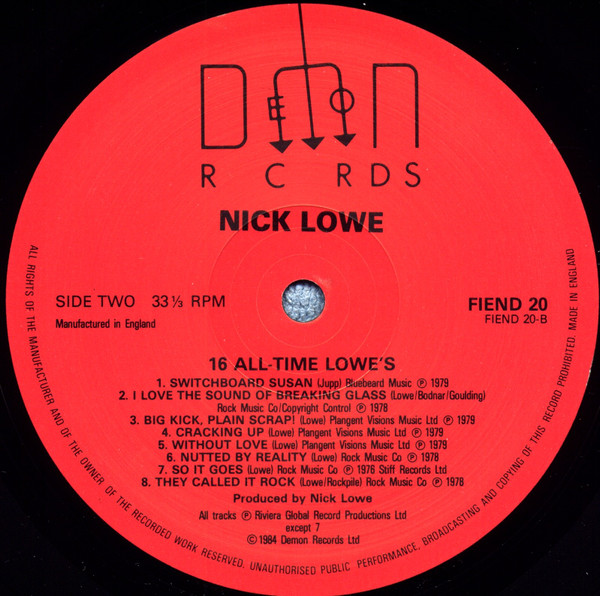 DEMON
RECORDS
NICK LOWE
SIDE TWO 33 ⅓ RPM
Manufactured in England
FIEND 20
FIEND 20-B
16 ALL-TIME LOWE'S
1. SWITCHBOARD SUSAN (Jupp) Bluebeard Music ℗ 1979
2. I LOVE THE SOUND OF BREAKING GLASS (Lowe/Bodnar/Goulding)
Rock Music Co/Copyright Control ℗ 1978
3. BIG KICK, PLAIN SCRAP! (Lowe) Plangent Visions Music Ltd ℗ 1979
4. CRACKING UP (Lowe) Plangent Visions Music Ltd ℗ 1979
5. WITHOUT LOVE (Lowe) Plangent Visions Music Ltd ℗ 1979
6. NUTTED BY REALITY (Lowe) Rock Music Co ℗ 1978
7. SO IT GOES (Lowe) Rock Music Co ℗ 1976 Stiff Records Ltd
8. THEY CALLED IT ROCK (Lowe/Rockpile) Rock Music Co ℗ 1978
Produced by Nick Lowe
All tracks ℗ Riviera Global Record Productions Ltd
except 7
© 1984 Demon Records Ltd
ALL RIGHTS OF THE MANUFACTURER AND OF THE OWNER OF THE RECORDED WORK RESERVED. UNAUTHORISED PUBLIC PERFORMANCE, BROADCASTING AND COPYING OF THIS RECORD PROHIBITED. MADE IN ENGLAND